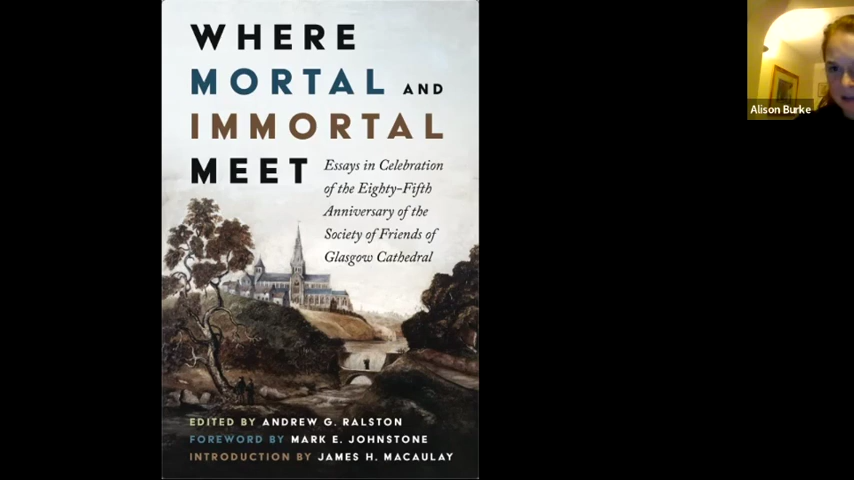 WHERE
MORTAL AND
IMMORTAL
MEET
Essays in Celebration
of the Eighty-Fifth
Anniversary of the
Society of Friends of
Glasgow Cathedral
EDITED BY ANDREW G. RALSTON
FOREWORD BY MARK E. JOHNSTONE
INTRODUCTION BY JAMES H. MACAULAY
Alison Burke